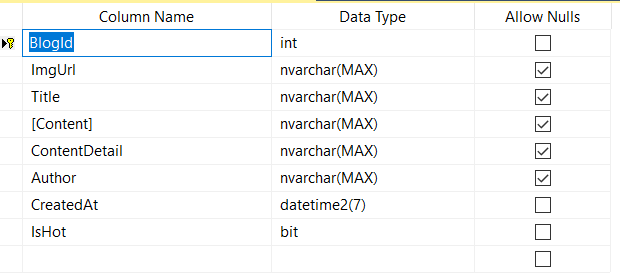 Column Name Data Type Allow Nulls
BlogId int
ImgUrl nvarchar(MAX)
Title nvarchar(MAX)
[Content] nvarchar(MAX)
ContentDetail nvarchar(MAX)
Author nvarchar(MAX)
CreatedAt datetime2(7)
IsHot bit